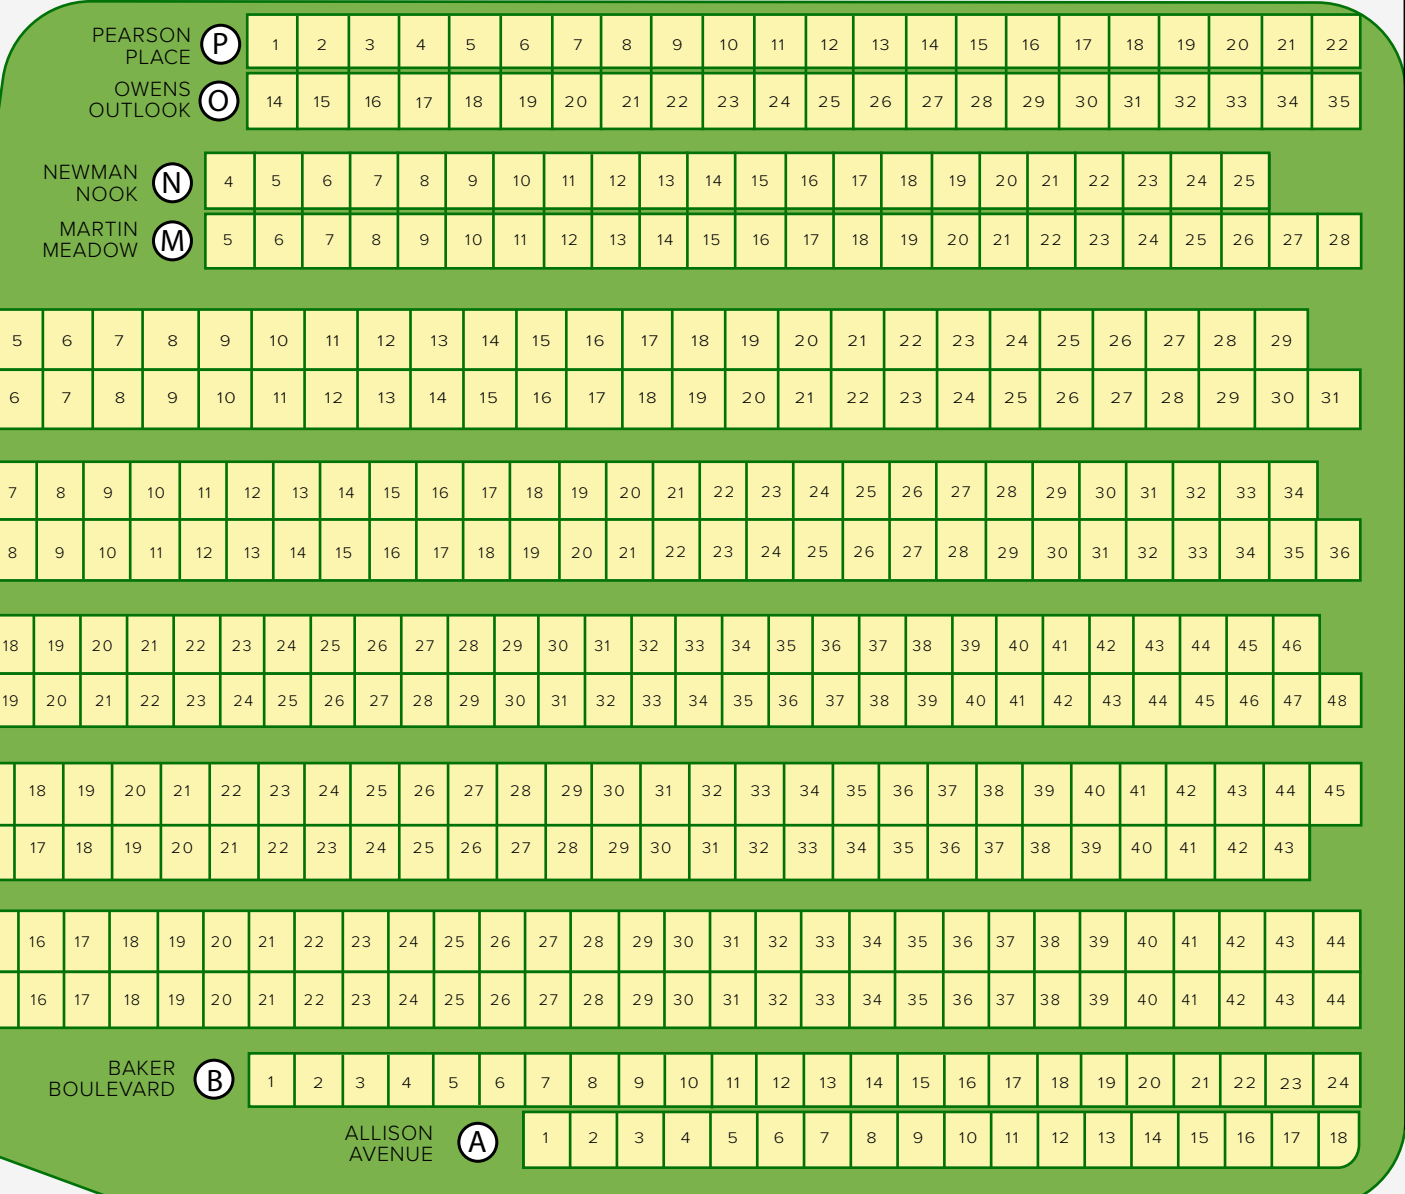 PEARSON
PLACE
P
1 2 3 4 5 6 7 8 9 10 11 12 13 14 15 16 17 18 19 20 21 22
OWENS
OUTLOOK
O
14 15 16 17 18 19 20 21 22 23 24 25 26 27 28 29 30 31 32 33 34 35
NEWMAN
NOOK
N
4 5 6 7 8 9 10 11 12 13 14 15 16 17 18 19 20 21 22 23 24 25
MARTIN
MEADOW
M
5 6 7 8 9 10 11 12 13 14 15 16 17 18 19 20 21 22 23 24 25 26 27 28
5 6 7 8 9 10 11 12 13 14 15 16 17 18 19 20 21 22 23 24 25 26 27 28 29
6 7 8 9 10 11 12 13 14 15 16 17 18 19 20 21 22 23 24 25 26 27 28 29 30 31
7 8 9 10 11 12 13 14 15 16 17 18 19 20 21 22 23 24 25 26 27 28 29 30 31 32 33 34
8 9 10 11 12 13 14 15 16 17 18 19 20 21 22 23 24 25 26 27 28 29 30 31 32 33 34 35 36
18 19 20 21 22 23 24 25 26 27 28 29 30 31 32 33 34 35 36 37 38 39 40 41 42 43 44 45 46
19 20 21 22 23 24 25 26 27 28 29 30 31 32 33 34 35 36 37 38 39 40 41 42 43 44 45 46 47 48
18 19 20 21 22 23 24 25 26 27 28 29 30 31 32 33 34 35 36 37 38 39 40 41 42 43 44 45
17 18 19 20 21 22 23 24 25 26 27 28 29 30 31 32 33 34 35 36 37 38 39 40 41 42 43
16 17 18 19 20 21 22 23 24 25 26 27 28 29 30 31 32 33 34 35 36 37 38 39 40 41 42 43 44
16 17 18 19 20 21 22 23 24 25 26 27 28 29 30 31 32 33 34 35 36 37 38 39 40 41 42 43 44
BAKER
BOULEVARD
B
1 2 3 4 5 6 7 8 9 10 11 12 13 14 15 16 17 18 19 20 21 22 23 24
ALLISON
AVENUE
A
1 2 3 4 5 6 7 8 9 10 11 12 13 14 15 16 17 18